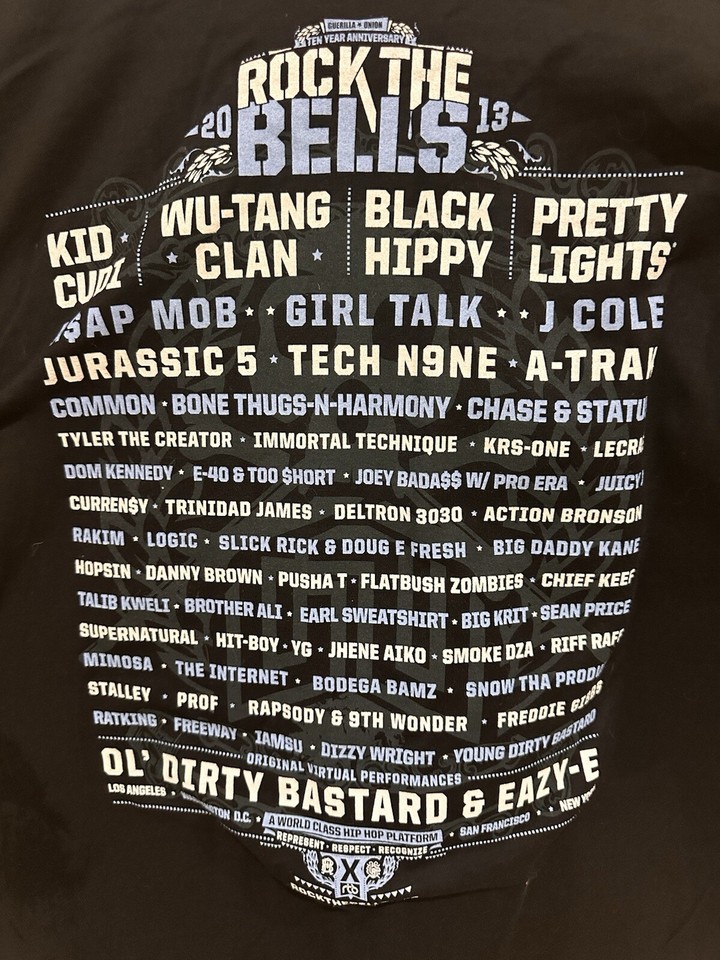 GUERILLA ★ UNION
TEN YEAR ANNIVERSARY
ROCK THE
20 BELLS 13
KID CUDI ★ WU-TANG CLAN ★ BLACK HIPPY PRETTY LIGHTS
A$AP MOB ★ ★ GIRL TALK ★ ★ J COLE
JURASSIC 5 ★ TECH N9NE ★ A-TRAK
COMMON ★ BONE THUGS-N-HARMONY ★ CHASE & STATU
TYLER THE CREATOR ★ IMMORTAL TECHNIQUE ★ KRS-ONE ★ LECRA
DOM KENNEDY ★ E-40 & TOO $HORT ★ JOEY BADA$$ W/ PRO ERA ★ JUICY
CURREN$Y ★ TRINIDAD JAMES ★ DELTRON 3030 ★ ACTION BRONSON
RAKIM ★ LOGIC ★ SLICK RICK & DOUG E FRESH ★ BIG DADDY KANE
HOPSIN ★ DANNY BROWN ★ PUSHA T ★ FLATBUSH ZOMBIES ★ CHIEF KEEF
TALIB KWELI ★ BROTHER ALI ★ EARL SWEATSHIRT ★ BIG KRIT ★ SEAN PRICE
SUPERNATURAL ★ HIT-BOY ★ YG ★ JHENE AIKO ★ SMOKE DZA ★ RIFF RAFF
MIMOSA ★ THE INTERNET ★ BODEGA BAMZ ★ SNOW THA PRODU
STALLEY ★ PROF ★ RAPSODY & 9TH WONDER ★ FREDDIE GIBBS
RATKING ★ FREEWAY ★ IAMSU ★ DIZZY WRIGHT ★ YOUNG DIRTY BASTARD
ORIGINAL VIRTUAL PERFORMANCES
OL' DIRTY BASTARD & EAZY-E
LOS ANGELES ★ NGTON D.C. ★ A WORLD CLASS HIP HOP PLATFORM ★ SAN FRANCISCO ★ NEW Y
REPRESENT ★ RESPECT ★ RECOGNIZE
X
rtb
ROCKTHEBEL